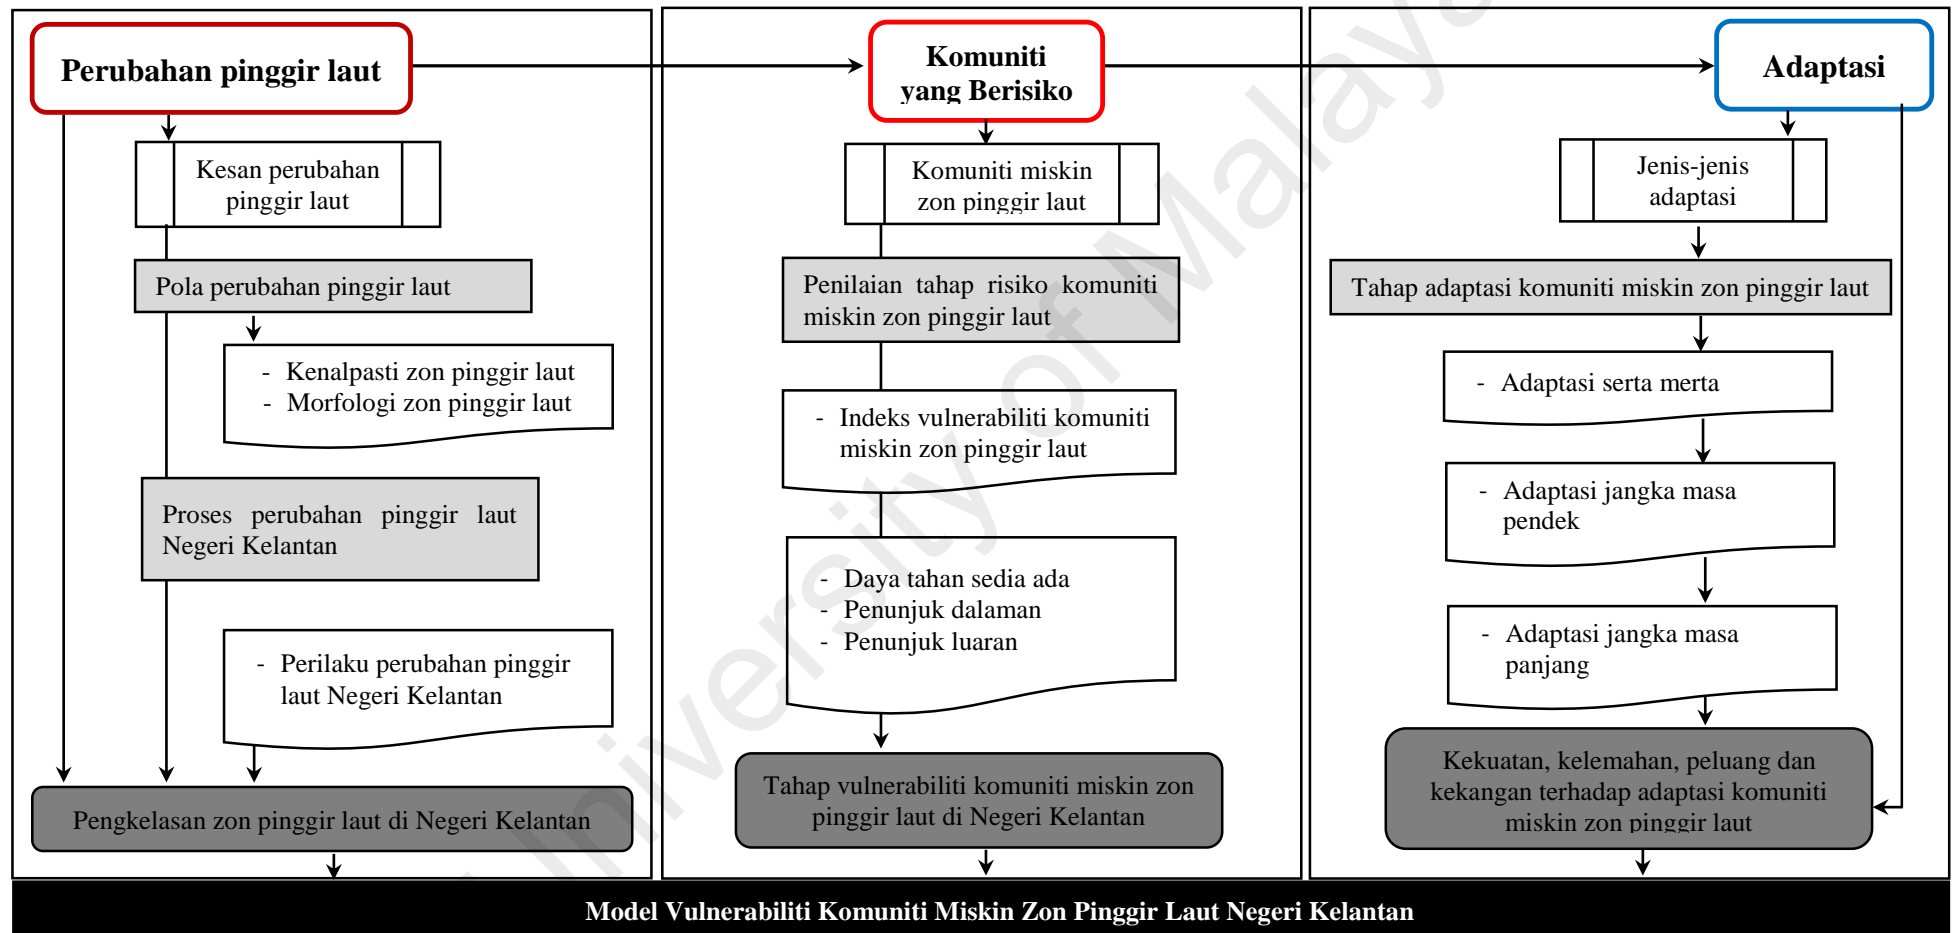 Perubahan pinggir laut
Kesan perubahan
pinggir laut
Pola perubahan pinggir laut
- Kenalpasti zon pinggir laut
- Morfologi zon pinggir laut
Proses perubahan pinggir laut
Negeri Kelantan
- Perilaku perubahan pinggir
laut Negeri Kelantan
Pengkelasan zon pinggir laut di Negeri Kelantan
Komuniti
yang Berisiko
Komuniti miskin
zon pinggir laut
Penilaian tahap risiko komuniti
miskin zon pinggir laut
- Indeks vulnerabiliti komuniti
miskin zon pinggir laut
- Daya tahan sedia ada
- Penunjuk dalaman
- Penunjuk luaran
Tahap vulnerabiliti komuniti miskin zon
pinggir laut di Negeri Kelantan
Adaptasi
Jenis-jenis
adaptasi
Tahap adaptasi komuniti miskin zon pinggir laut
- Adaptasi serta merta
- Adaptasi jangka masa
pendek
- Adaptasi jangka masa
panjang
Kekuatan, kelemahan, peluang dan
kekangan terhadap adaptasi komuniti
miskin zon pinggir laut
Model Vulnerabiliti Komuniti Miskin Zon Pinggir Laut Negeri Kelantan
University of Malaya